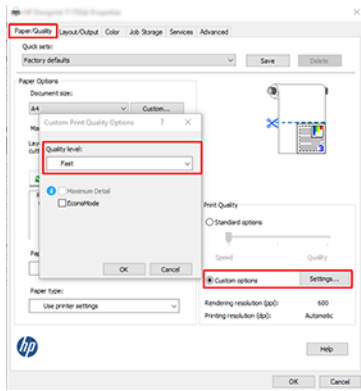 Paper/Quality Layout/Output Color Job Storage Services Advanced
Quick sets:
Factory defaults
Save
Delete
Paper Options
Document size:
A4
Custom...
Custom Print Quality Options ? ×
Quality level:
Fast
Maximum Detail
EconoMode
OK
Cancel
Print Quality
Standard options
Speed
Quality
Custom options
Settings...
Paper type:
Use printer settings
Rendering resolution (ppi): 600
Printing resolution (dpi): Automatic
hp
Help
OK
Cancel